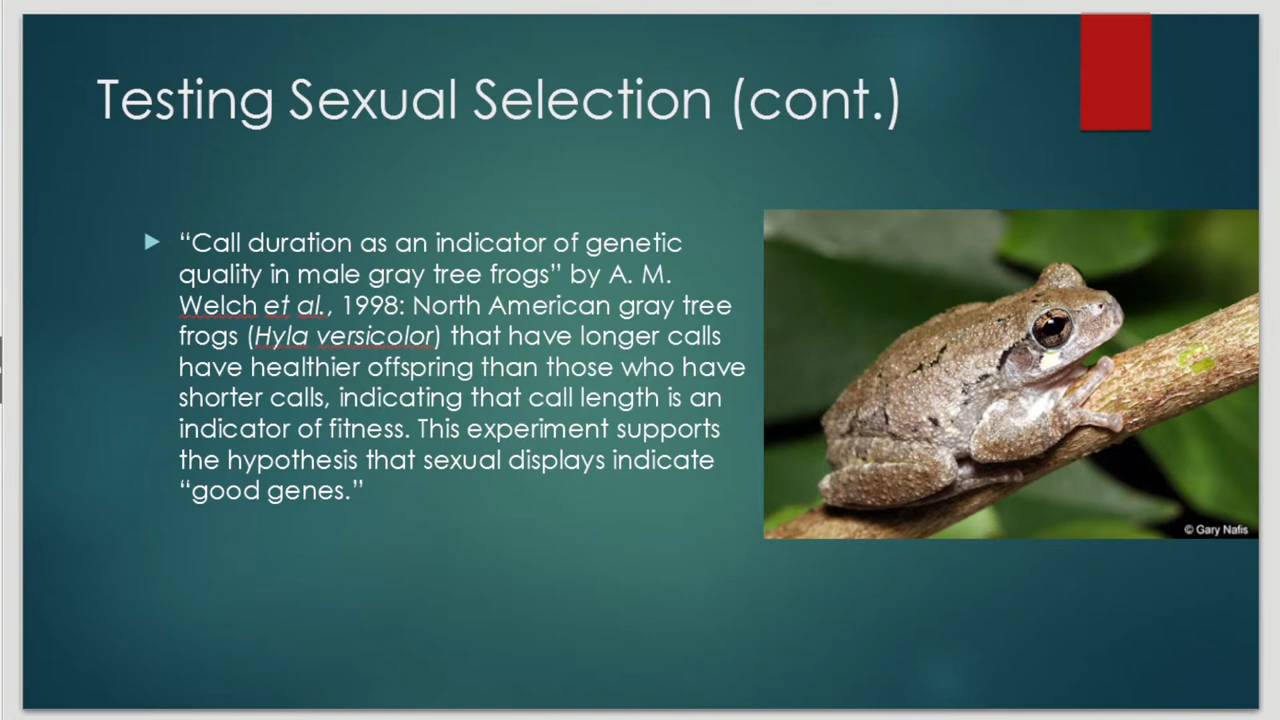 Testing Sexual Selection (cont.)
“Call duration as an indicator of genetic
quality in male gray tree frogs” by A. M.
Welch et al., 1998: North American gray tree
frogs (Hyla versicolor) that have longer calls
have healthier offspring than those who have
shorter calls, indicating that call length is an
indicator of fitness. This experiment supports
the hypothesis that sexual displays indicate
“good genes.”
© Gary Nafis